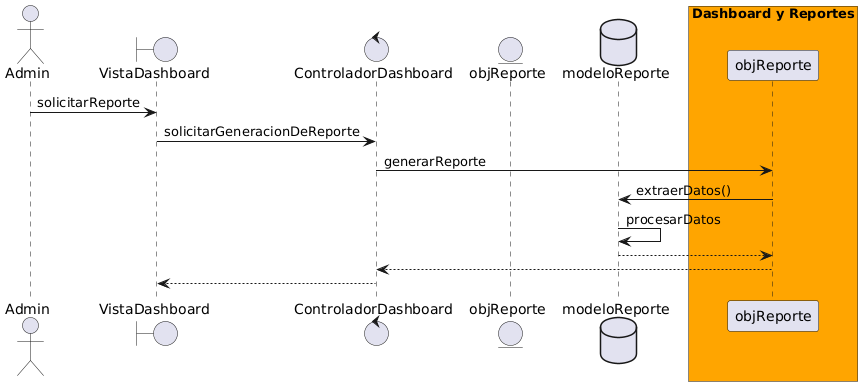 Dashboard y Reportes
Admin
VistaDashboard
ControladorDashboard
objReporte
modeloReporte
objReporte
solicitarReporte
solicitarGeneracionDeReporte
generarReporte
extraerDatos()
procesarDatos
Admin
VistaDashboard
ControladorDashboard
objReporte
modeloReporte
objReporte